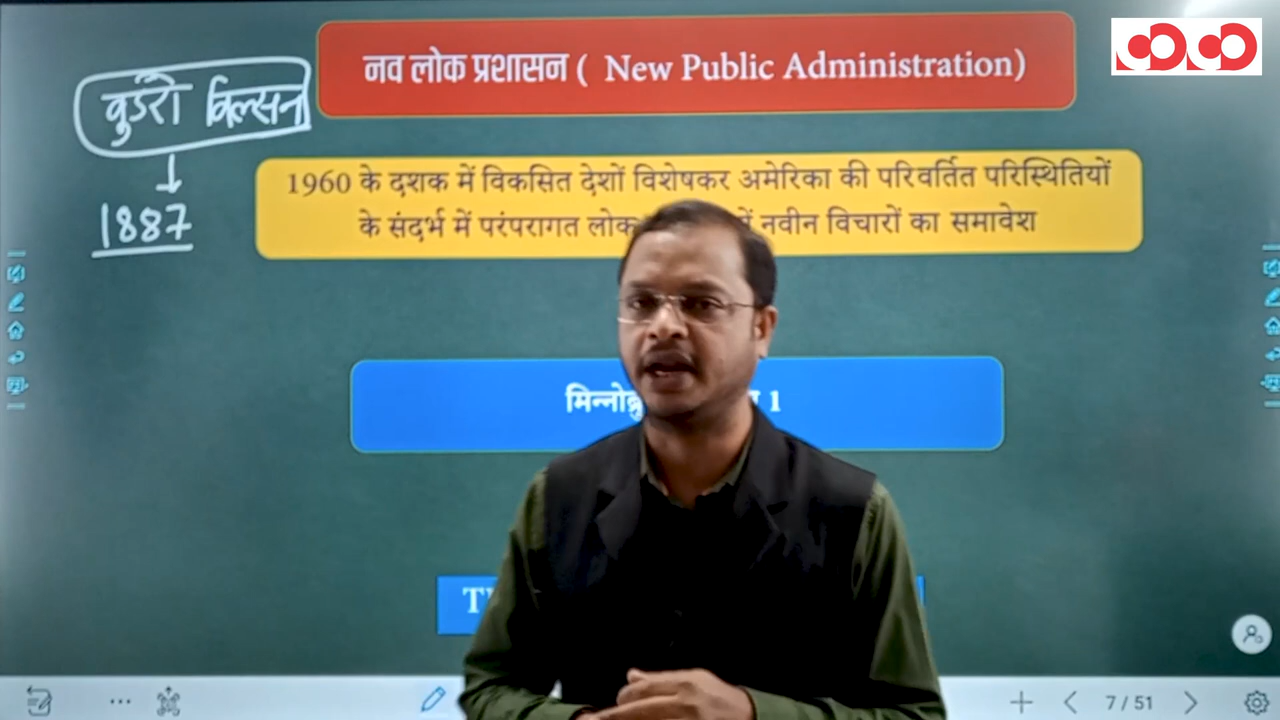 नव लोक प्रशासन ( New Public Administration)
वुडरो विल्सन
1887
1960 के दशक में विकसित देशों विशेषकर अमेरिका की परिवर्तित परिस्थितियों
के संदर्भ में परंपरागत लोक में नवीन विचारों का समावेश
1
7 / 51